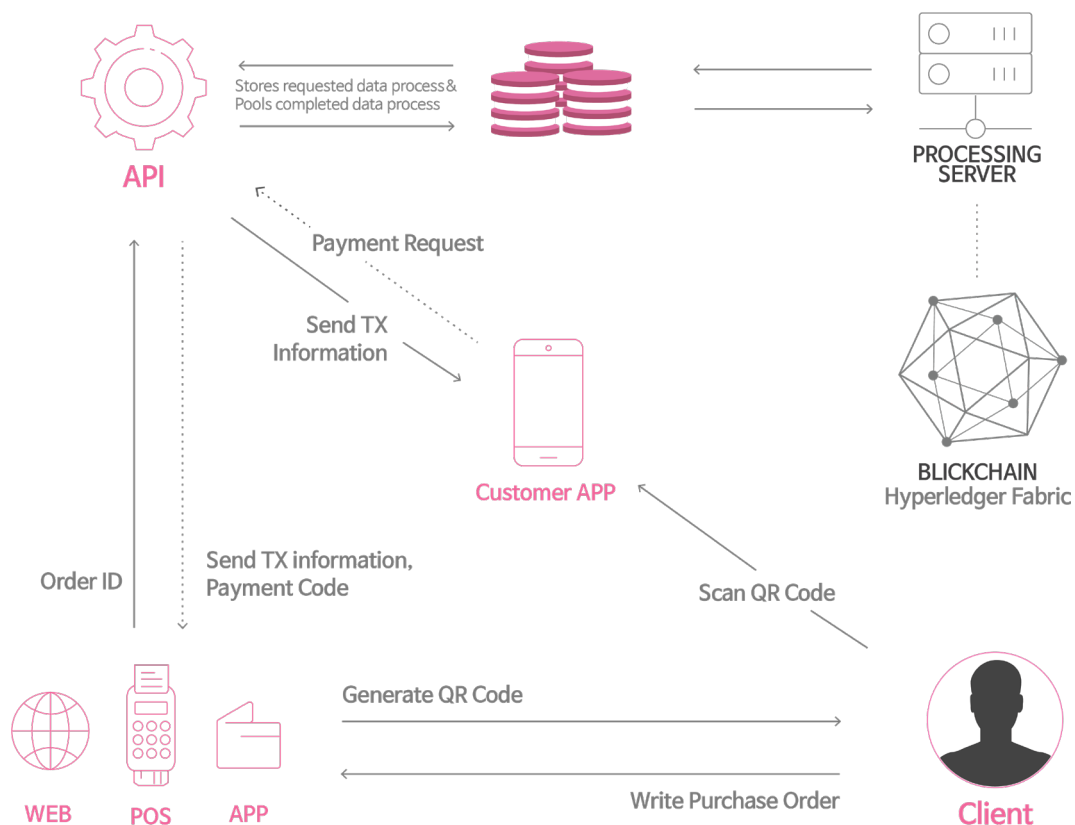 Stores requested data process &
Pools completed data process
API
PROCESSING
SERVER
Payment Request
Send TX
Information
Customer APP
BLICKCHAIN
Hyperledger Fabric
Order ID
Send TX information,
Payment Code
Scan QR Code
Generate QR Code
Write Purchase Order
WEB
POS
APP
Client